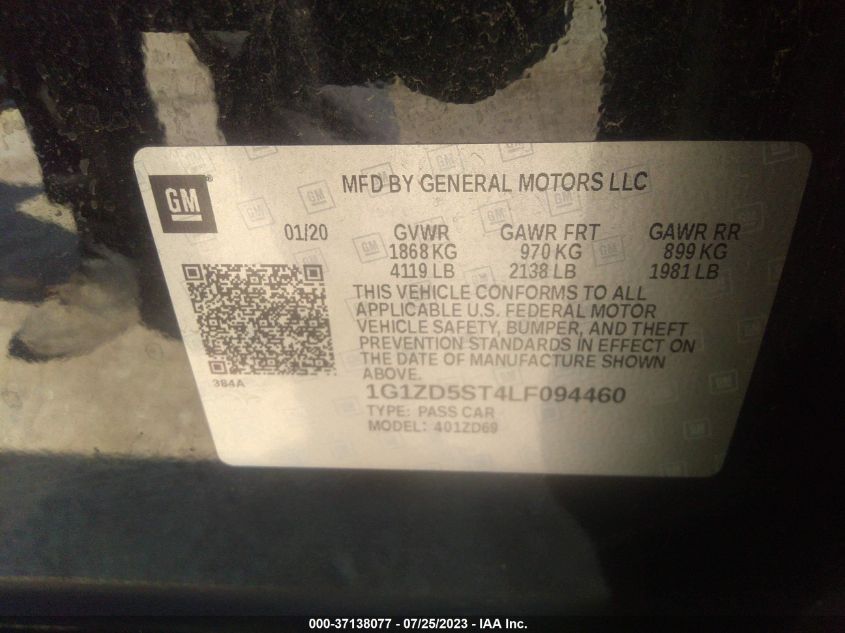 GM
MFD BY GENERAL MOTORS LLC
01/20 GVWR GAWR FRT GAWR RR
1868 KG 970 KG 899 KG
4119 LB 2138 LB 1981 LB
THIS VEHICLE CONFORMS TO ALL
APPLICABLE U.S. FEDERAL MOTOR
VEHICLE SAFETY, BUMPER, AND THEFT
PREVENTION STANDARDS IN EFFECT ON
THE DATE OF MANUFACTURE SHOWN
ABOVE.
384A
1G1ZD5ST4LF094460
TYPE: PASS CAR
MODEL: 401ZD69
000-37138077 / 07/25/2023 - IAA Inc.